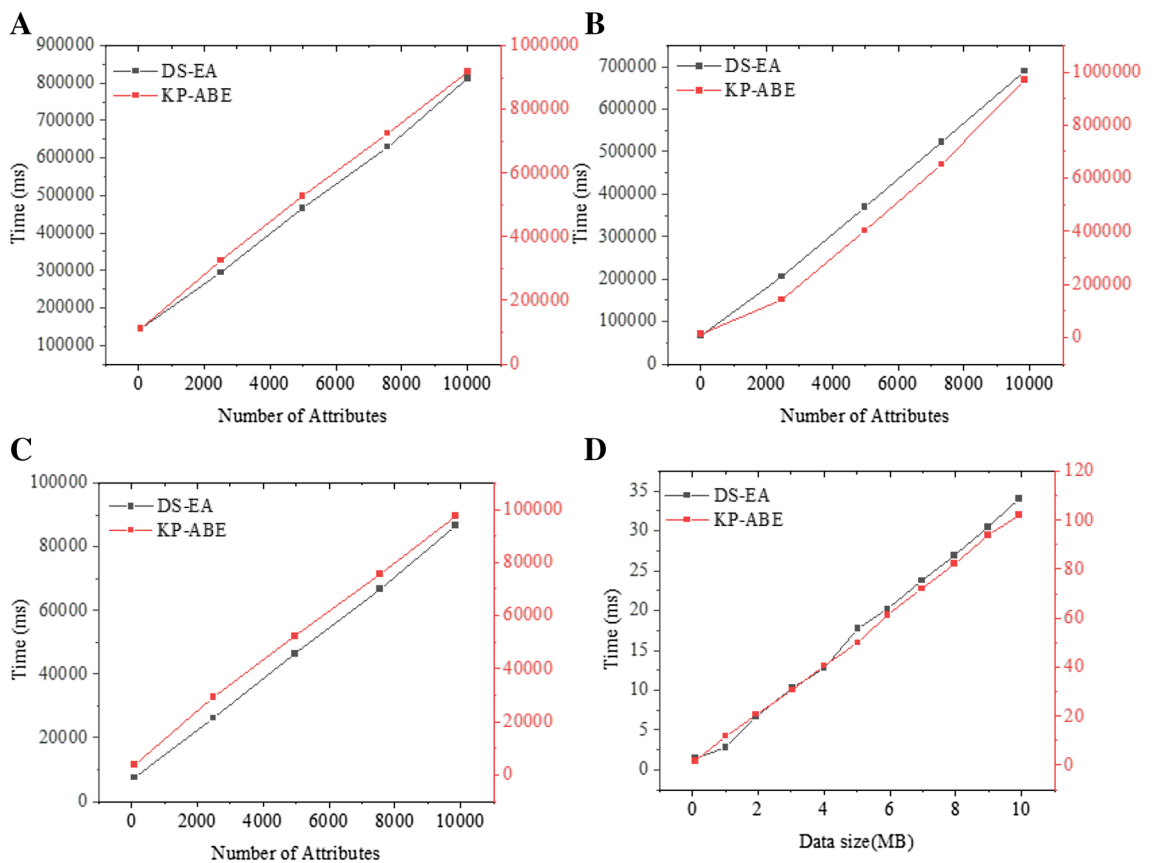 A
900000
800000
700000
600000
500000
400000
300000
200000
100000
Time (ms)
DS-EA
KP-ABE
1000000
800000
600000
400000
200000
0
0 2000 4000 6000 8000 10000
Number of Attributes
B
700000
600000
500000
400000
300000
200000
100000
0
Time (ms)
DS-EA
KP-ABE
1000000
800000
600000
400000
200000
0
0 2000 4000 6000 8000 10000
Number of Attributes
C
100000
80000
60000
40000
20000
0
Time (ms)
DS-EA
KP-ABE
100000
80000
60000
40000
20000
0
0 2000 4000 6000 8000 10000
Number of Attributes
D
35
30
25
20
15
10
5
0
Time (ms)
DS-EA
KP-ABE
120
100
80
60
40
20
0
0 2 4 6 8 10
Data size(MB)